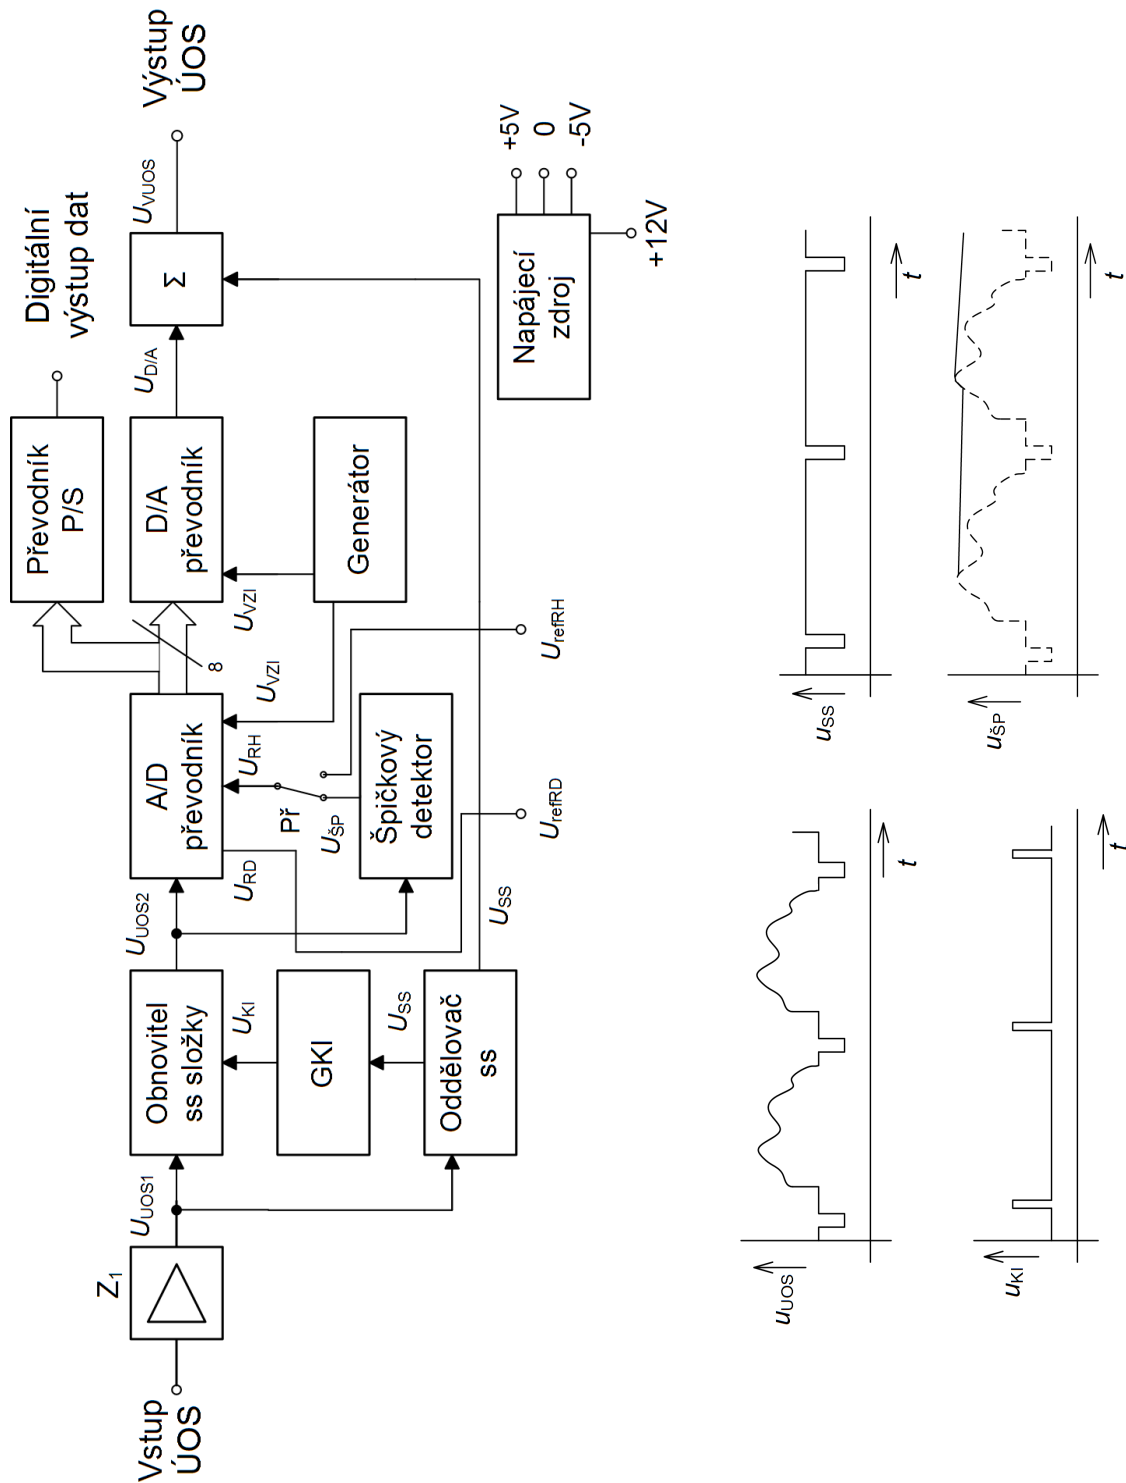 Vstup
ÚOS
Z1
UUOS1
Obnovitel
ss složky
UKI
GKI
USS
Oddělovač
ss
UUOS2
A/D
převodník
URD
URH
UVZI
Př
UŠP
Špičkový
detektor
USS
UrefRD
UrefRH
8
Převodník
P/S
Digitální
výstup dat
D/A
převodník
UVZI
Generátor
UD/A
Σ
UVUOS
Výstup
ÚOS
Napájecí
zdroj
+5V
0
-5V
+12V
uUOS
t
uSS
t
uKI
t
uŠP
t